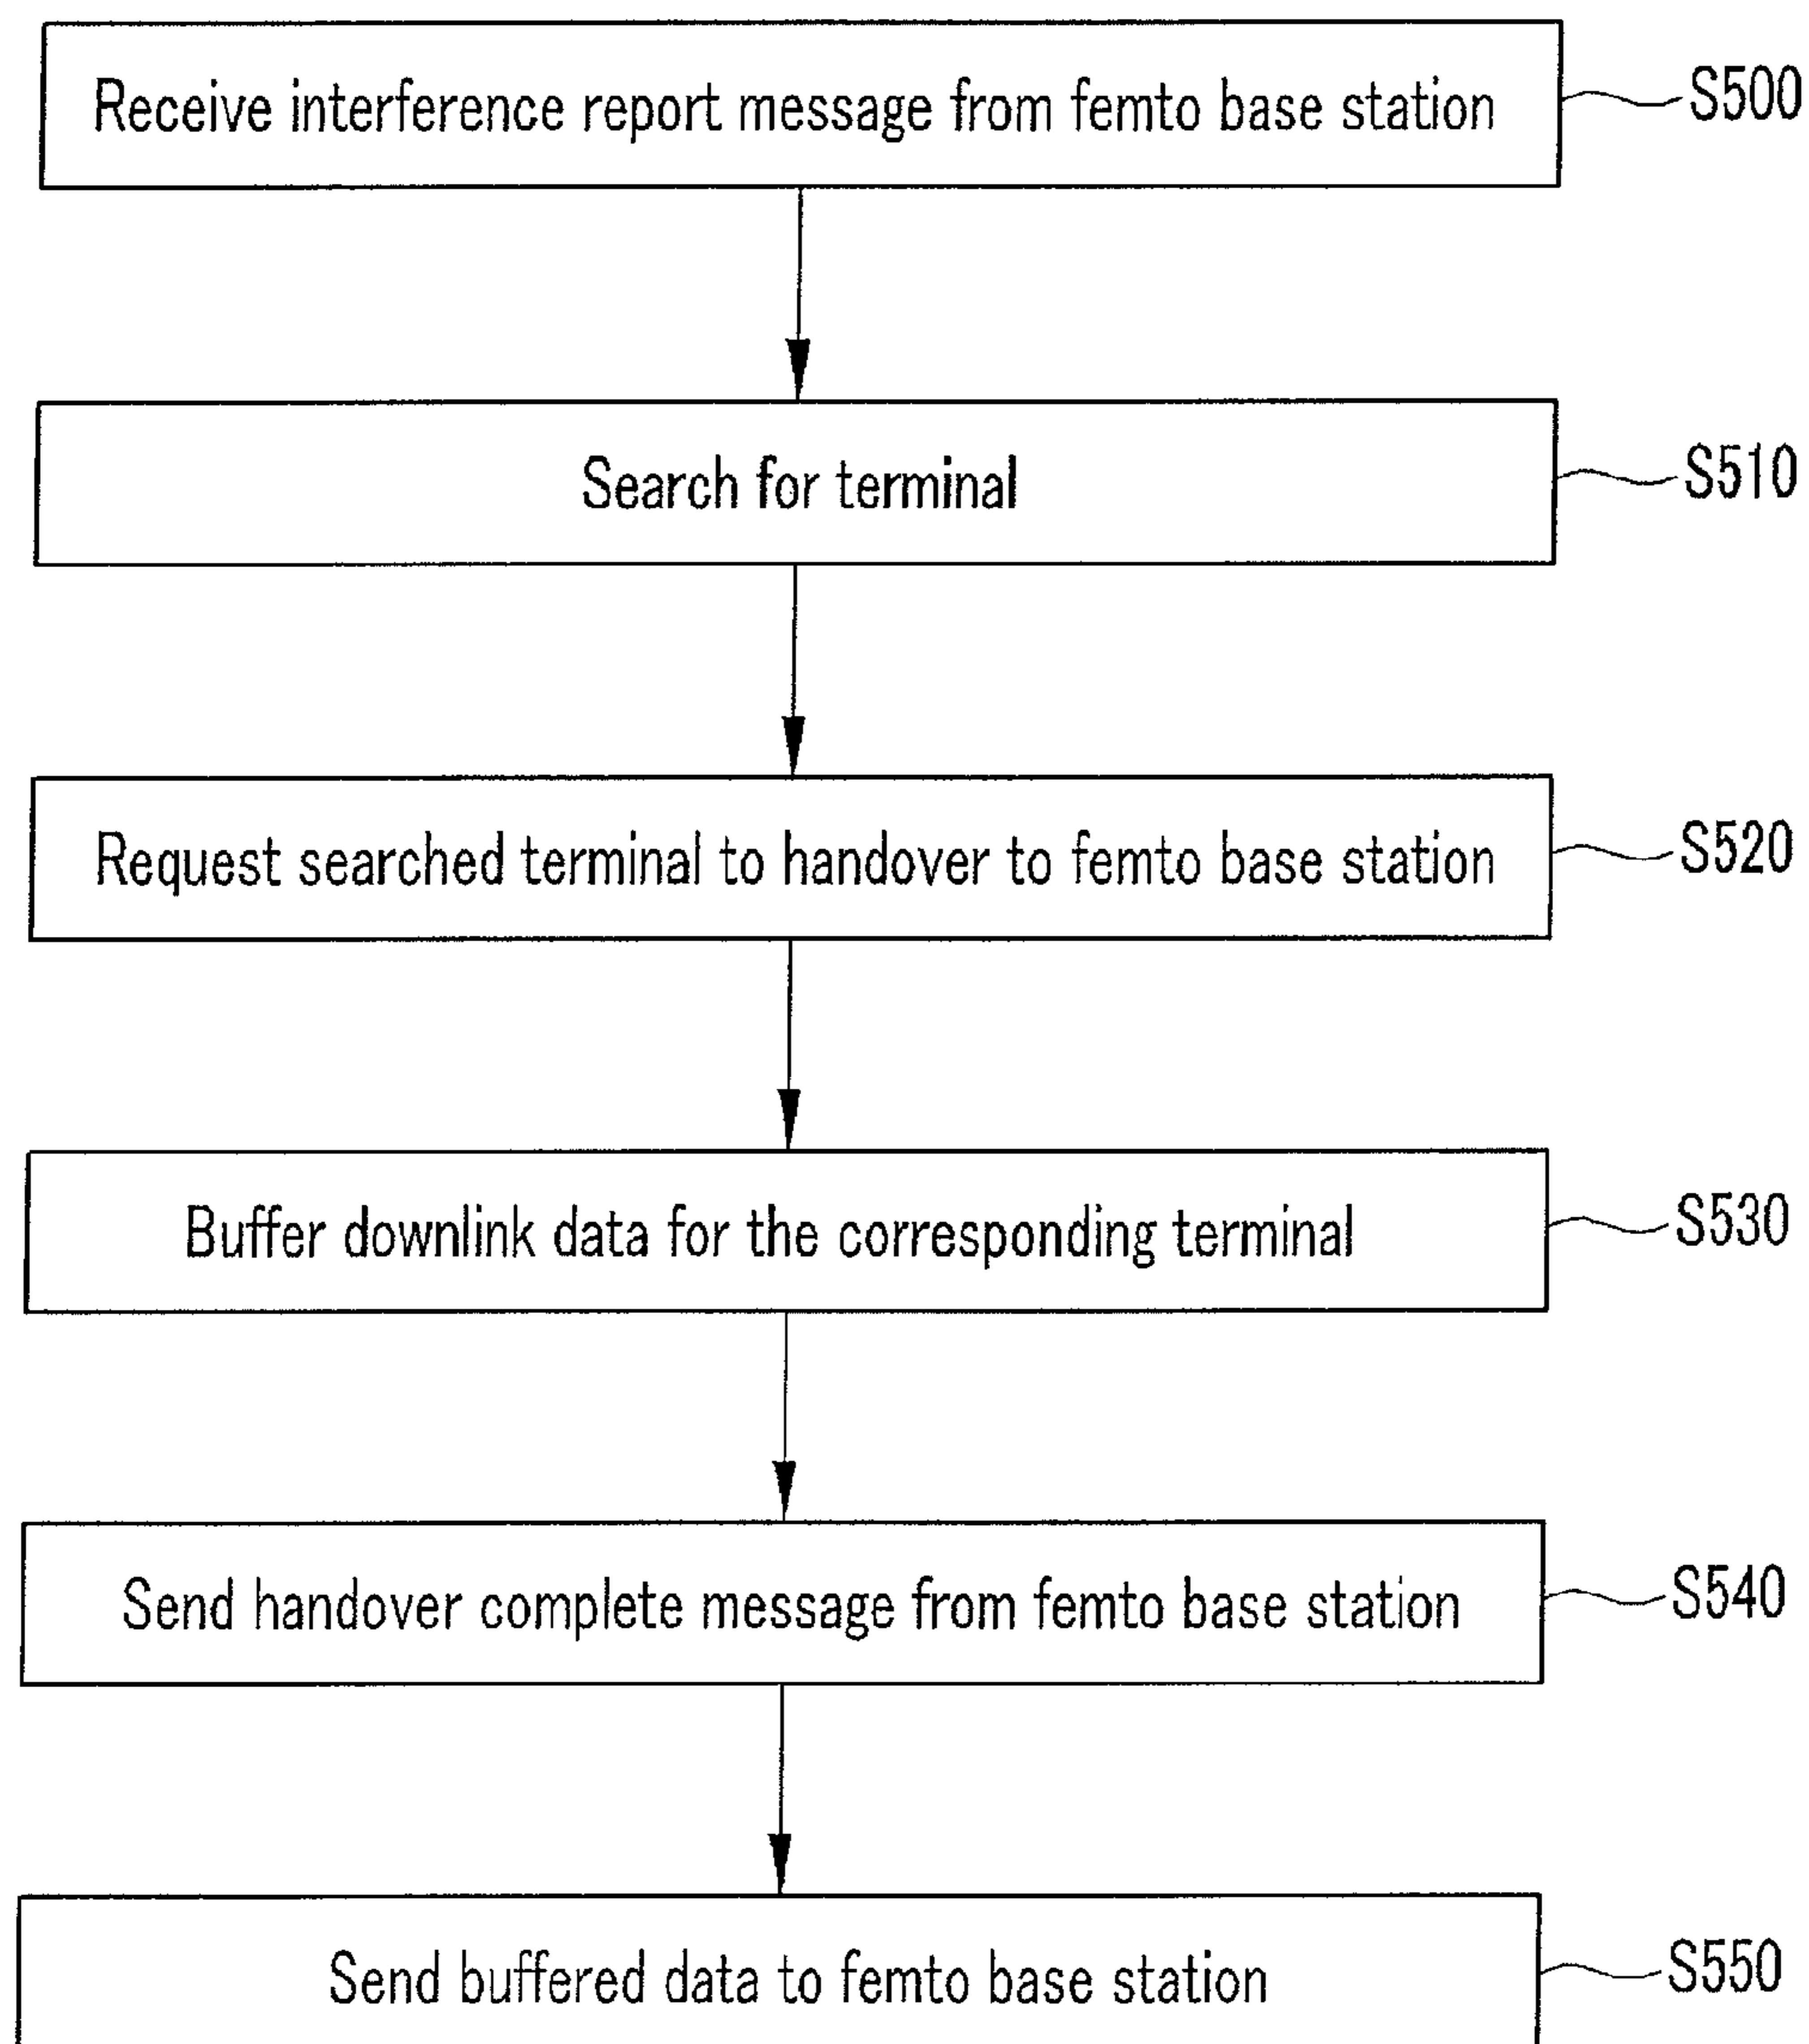 Receive interference report message from femto base station
S500
Search for terminal
S510
Request searched terminal to handover to femto base station
S520
Buffer downlink data for the corresponding terminal
S530
Send handover complete message from femto base station
S540
Send buffered data to femto base station
S550